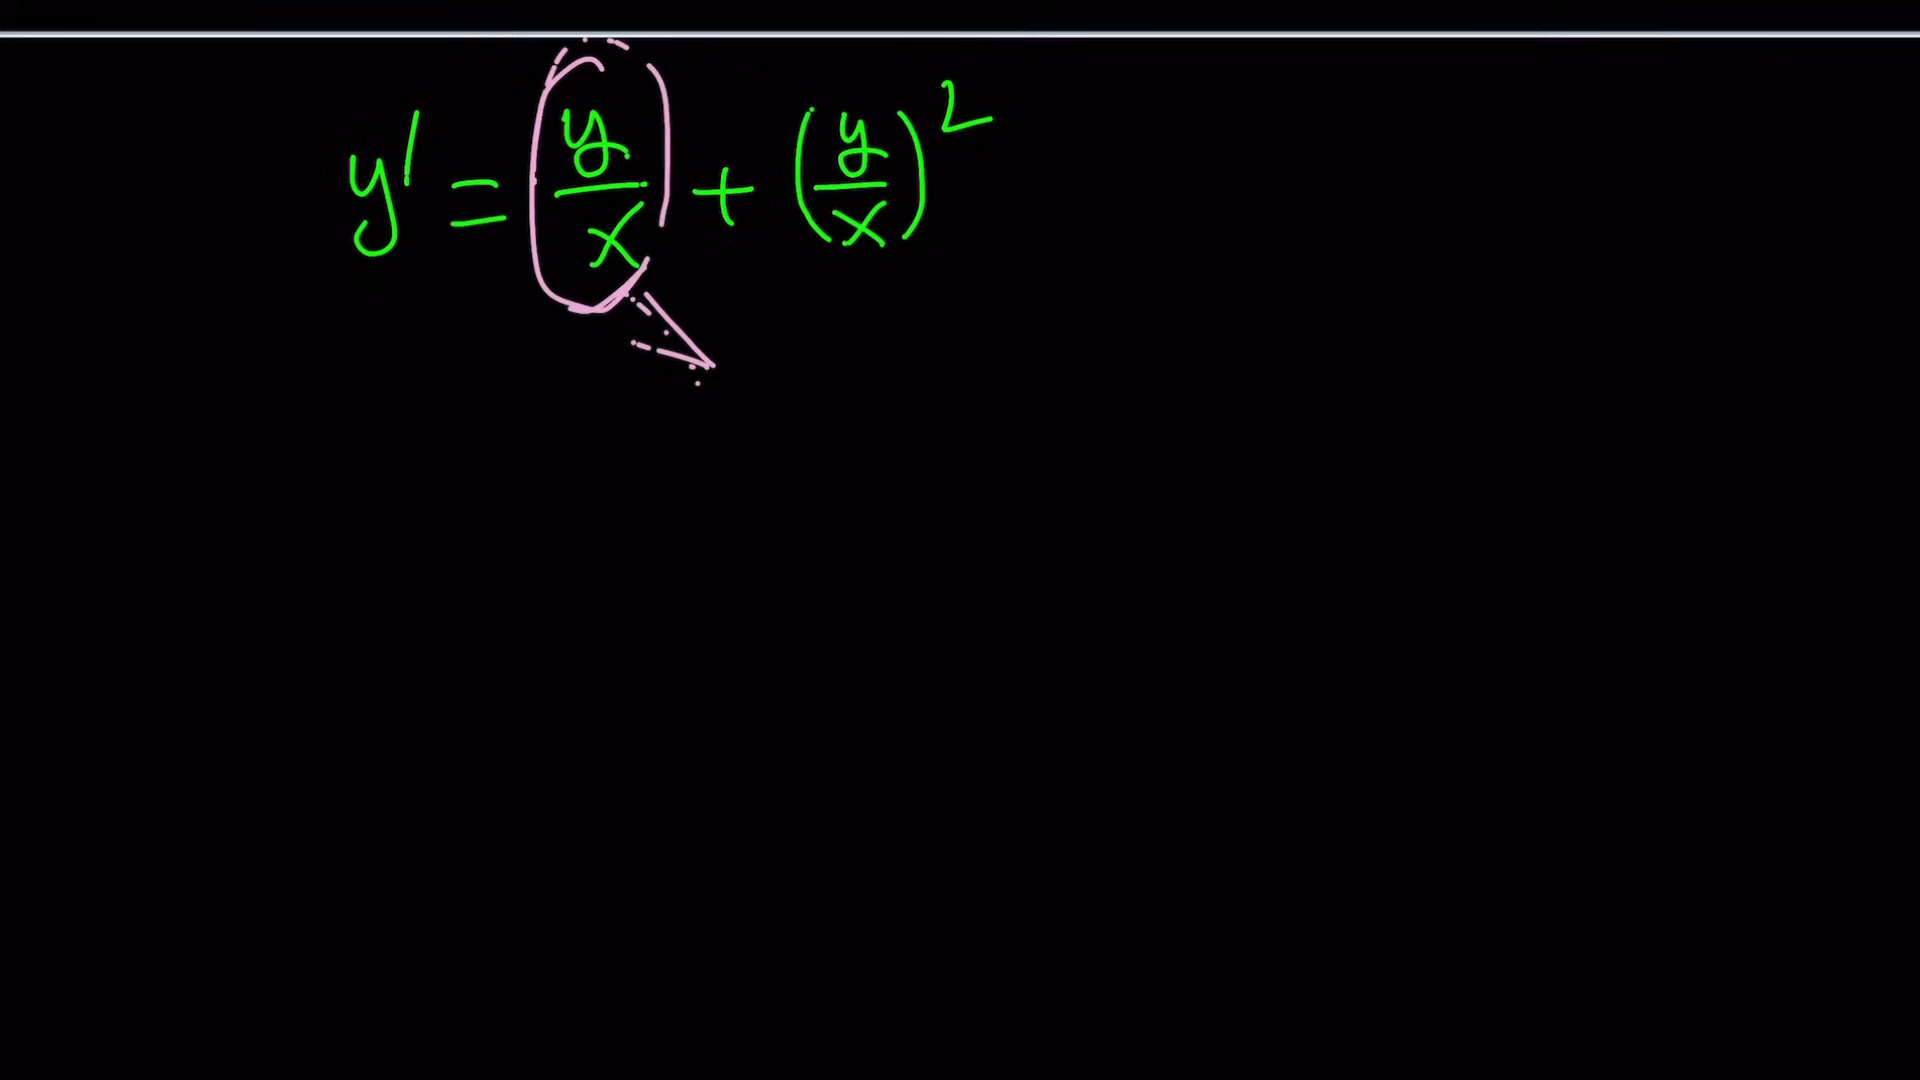 y' = y/x + (y/x)²